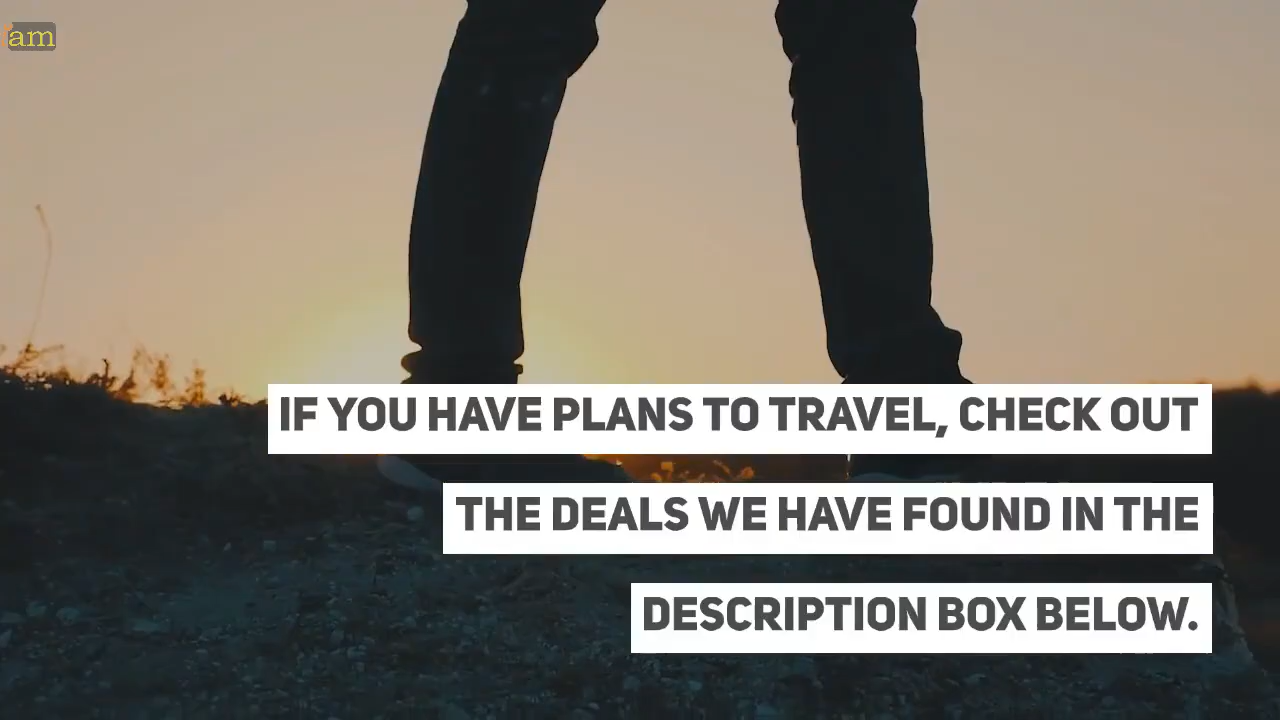 am
IF YOU HAVE PLANS TO TRAVEL, CHECK OUT
THE DEALS WE HAVE FOUND IN THE
DESCRIPTION BOX BELOW.